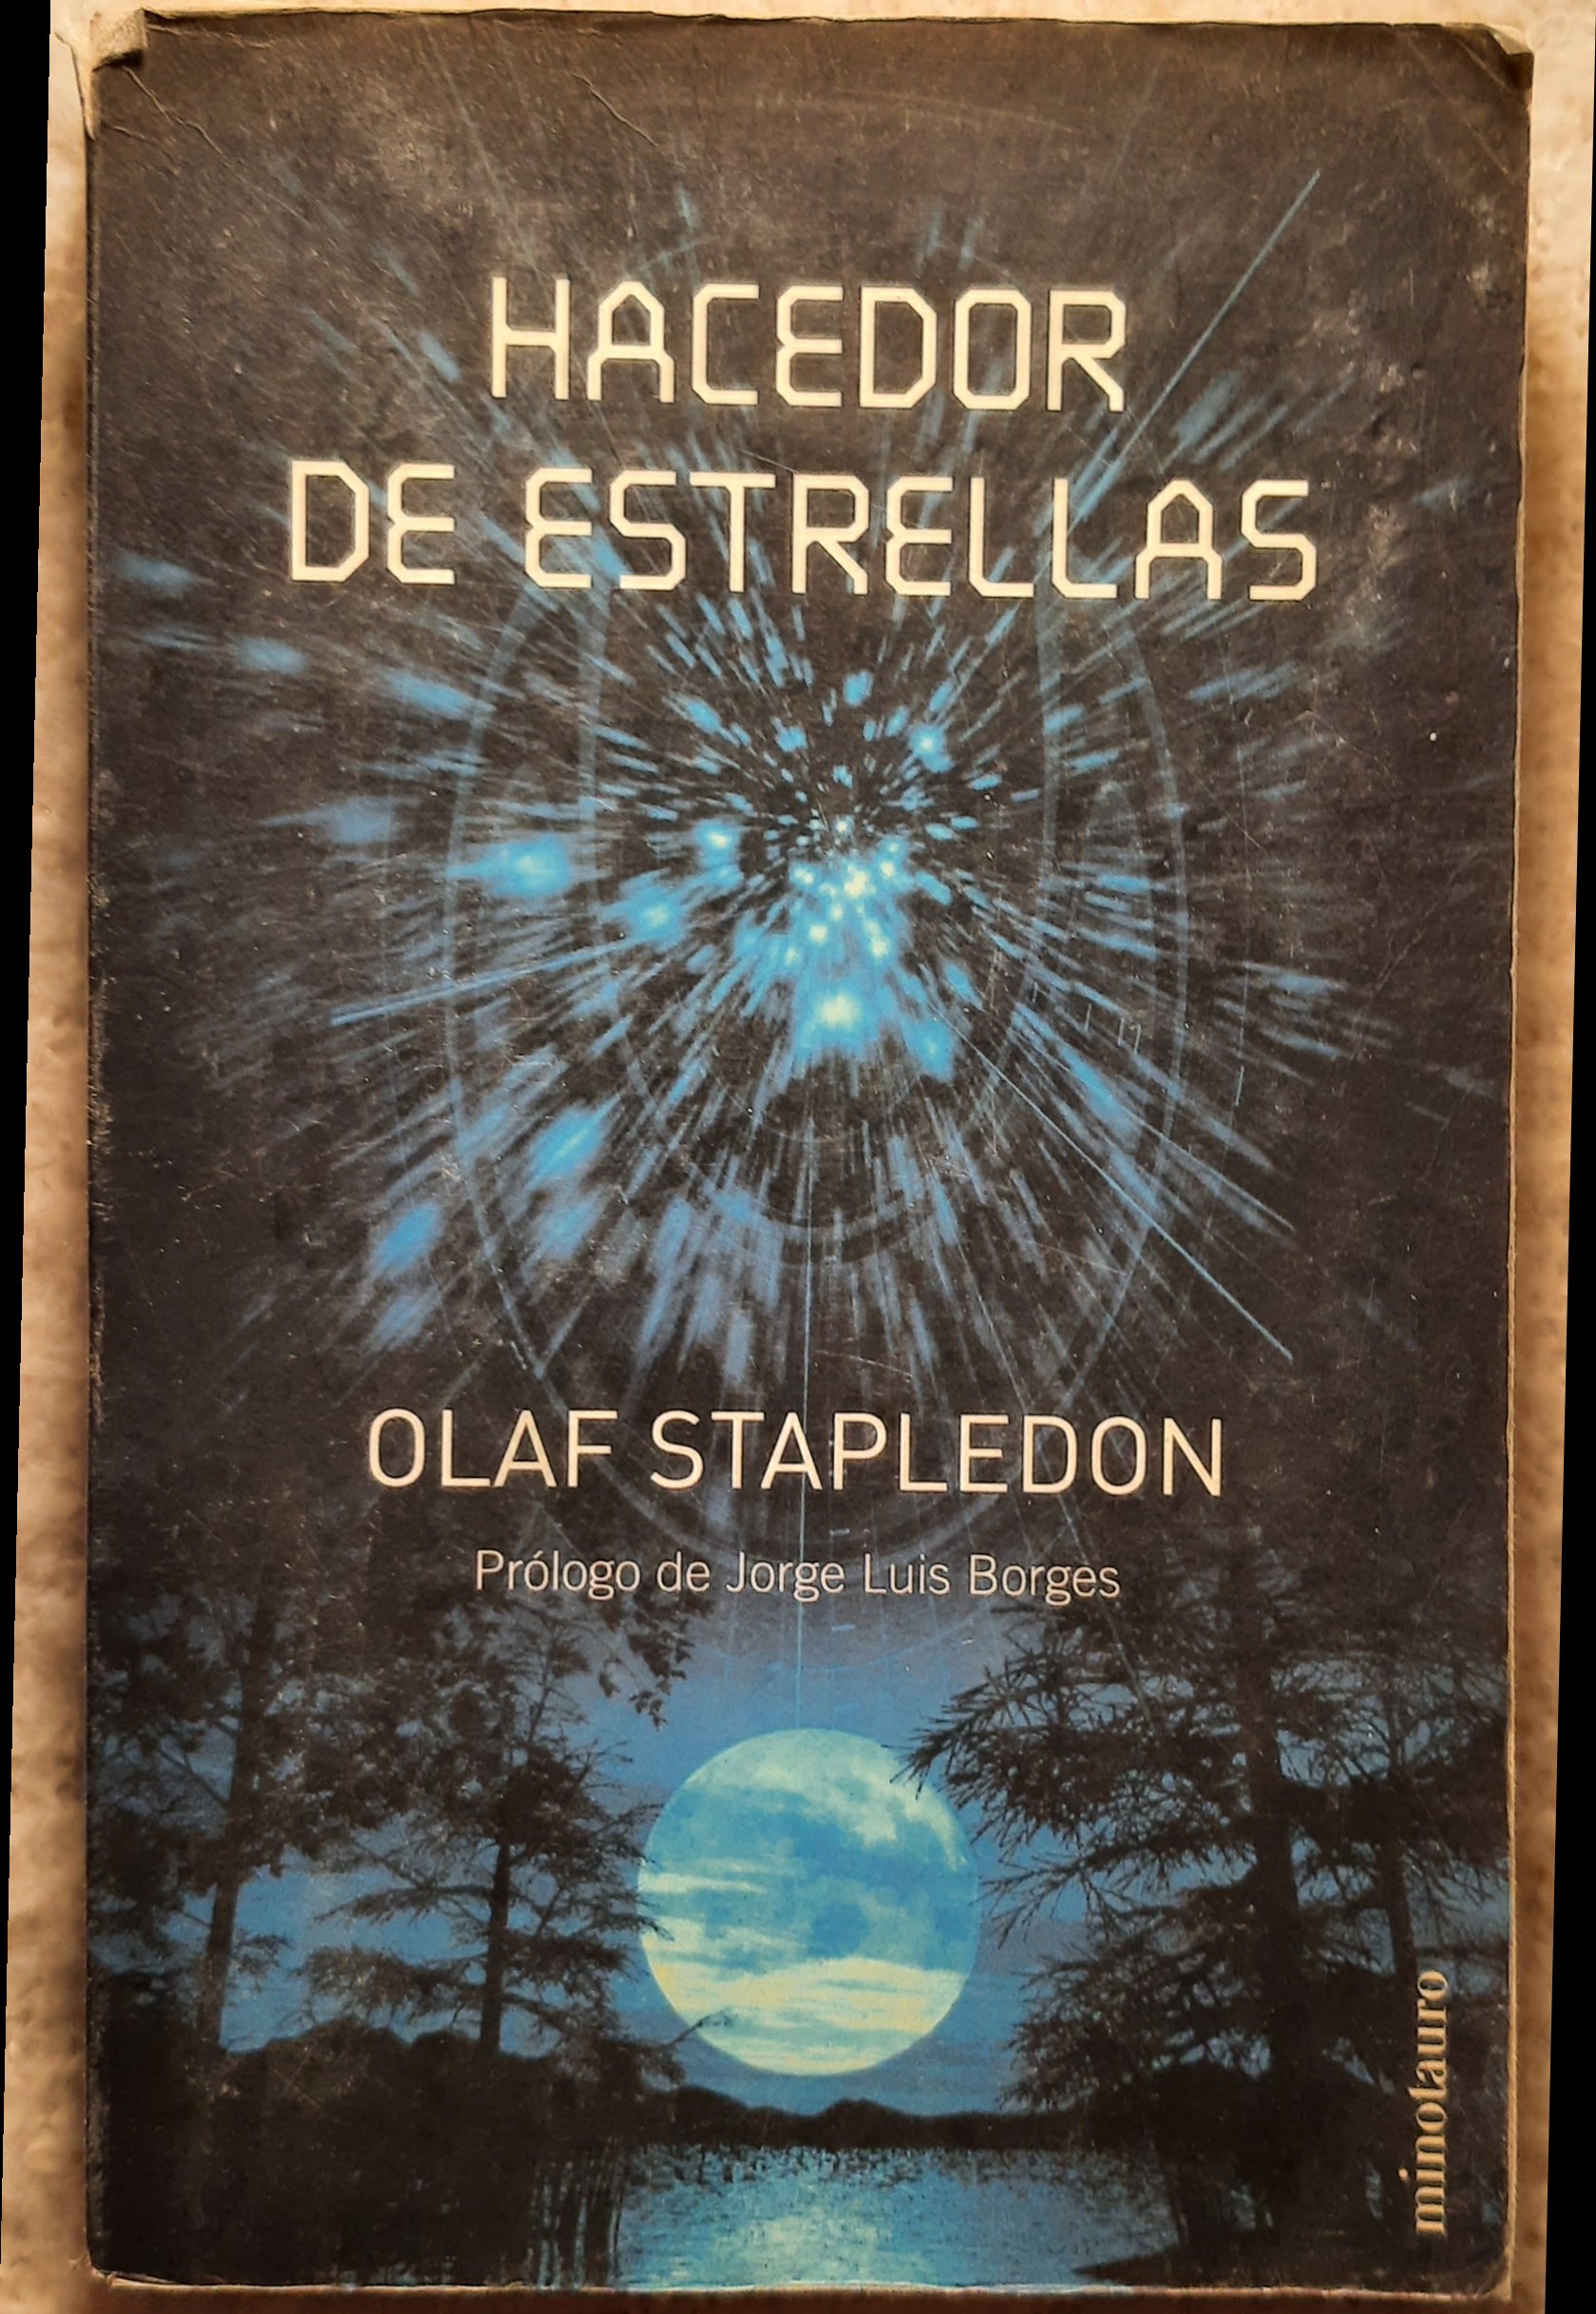 HACEDOR
DE ESTRELLAS
OLAF STAPLEDON
Prólogo de Jorge Luis Borges
minotauro